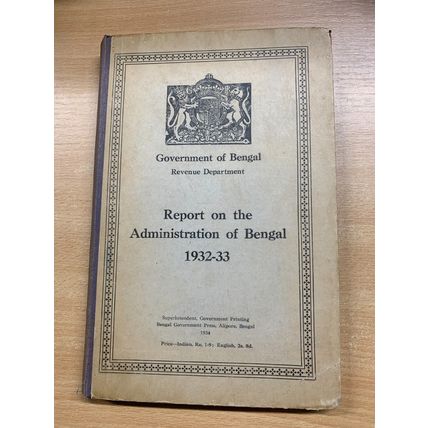 Government of Bengal
Revenue Department
Report on the
Administration of Bengal
1932-33
Superintendent, Government Printing
Bengal Government Press, Alipore, Bengal
1934
Price—Indian, Re. 1-9; English, 2s. 8d.